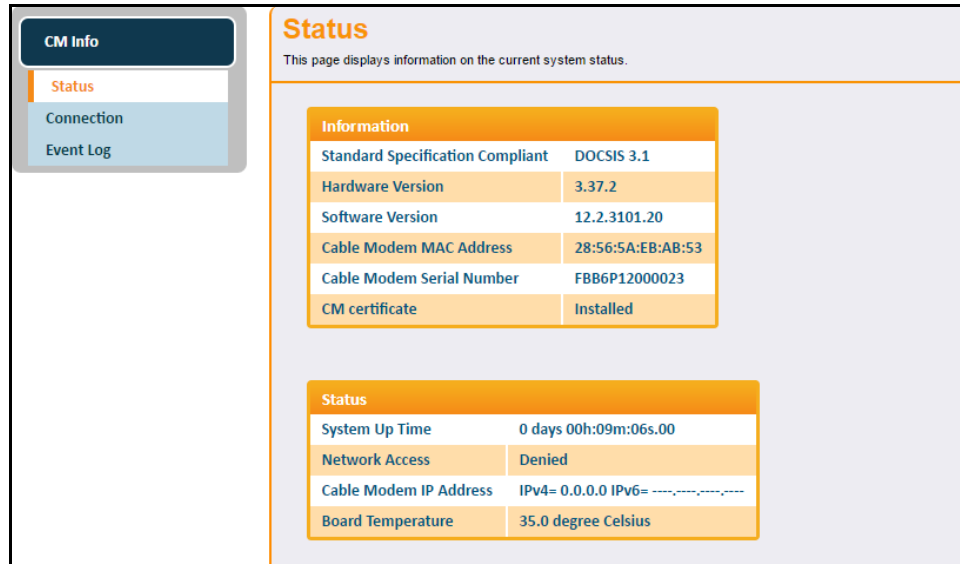 CM Info
Status
Connection
Event Log
Status
This page displays information on the current system status.
Information
Standard Specification Compliant DOCSIS 3.1
Hardware Version 3.37.2
Software Version 12.2.3101.20
Cable Modem MAC Address 28:56:5A:EB:AB:53
Cable Modem Serial Number FBB6P12000023
CM certificate Installed
Status
System Up Time 0 days 00h:09m:06s.00
Network Access Denied
Cable Modem IP Address IPv4= 0.0.0.0 IPv6= ----.----.----.----
Board Temperature 35.0 degree Celsius